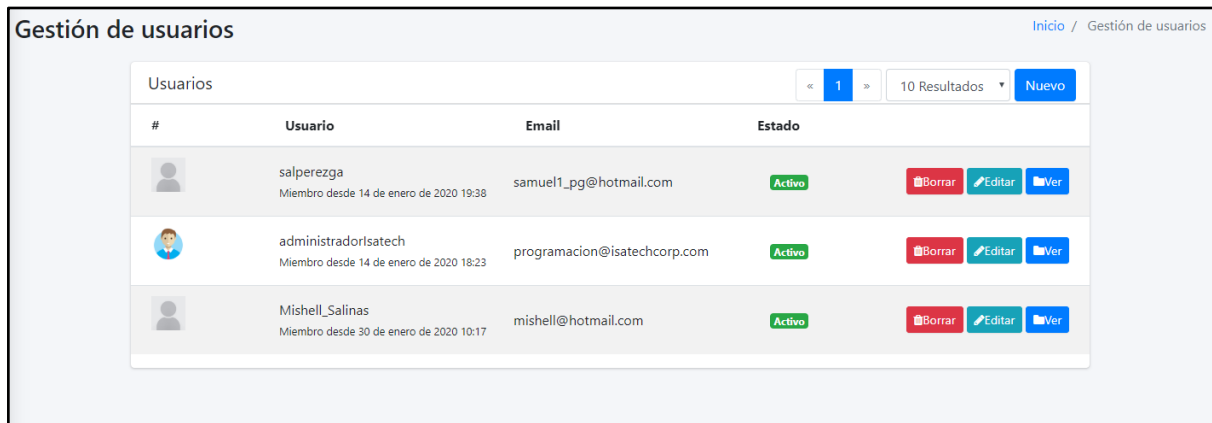 Gestión de usuarios
Inicio / Gestión de usuarios
Usuarios « 1 » 10 Resultados Nuevo
# Usuario Email Estado
salperezga
Miembro desde 14 de enero de 2020 19:38
samuel1_pg@hotmail.com Activo Borrar Editar Ver
administradorIsatech
Miembro desde 14 de enero de 2020 18:23
programacion@isatechcorp.com Activo Borrar Editar Ver
Mishell_Salinas
Miembro desde 30 de enero de 2020 10:17
mishell@hotmail.com Activo Borrar Editar Ver